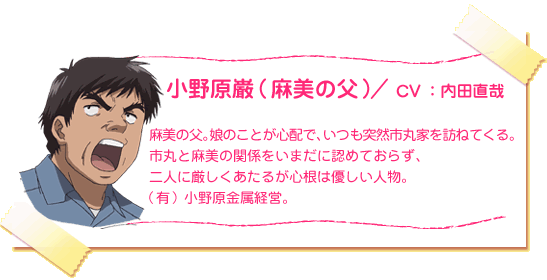 小野原巌(麻美の父)／ CV ：内田直哉
麻美の父。娘のことが心配で、いつも突然市丸家を訪ねてくる。
市丸と麻美の関係をいまだに認めておらず、
二人に厳しくあたるが心根は優しい人物。
(有)小野原金属経営。